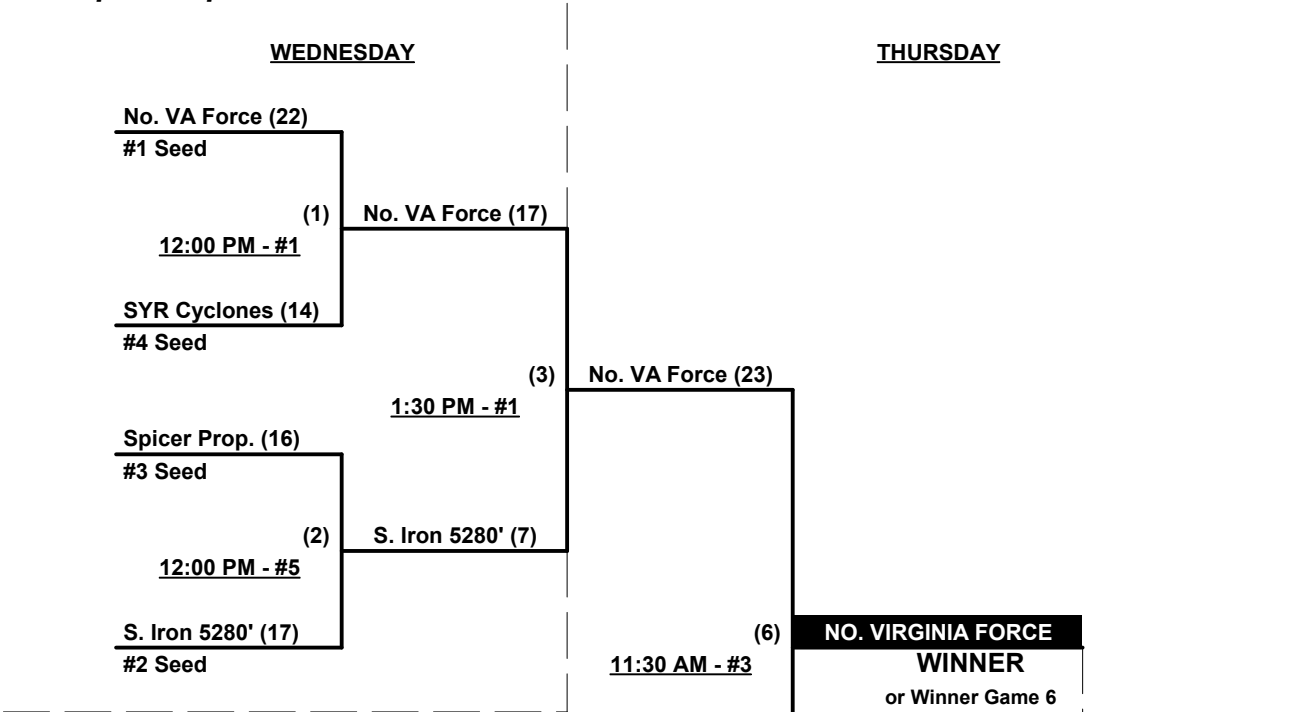 WEDNESDAY
THURSDAY
No. VA Force (22)
#1 Seed
(1)
No. VA Force (17)
12:00 PM - #1
SYR Cyclones (14)
#4 Seed
(3)
No. VA Force (23)
1:30 PM - #1
Spicer Prop. (16)
#3 Seed
(2)
S. Iron 5280' (7)
12:00 PM - #5
S. Iron 5280' (17)
#2 Seed
(6)
NO. VIRGINIA FORCE
11:30 AM - #3
WINNER
or Winner Game 6